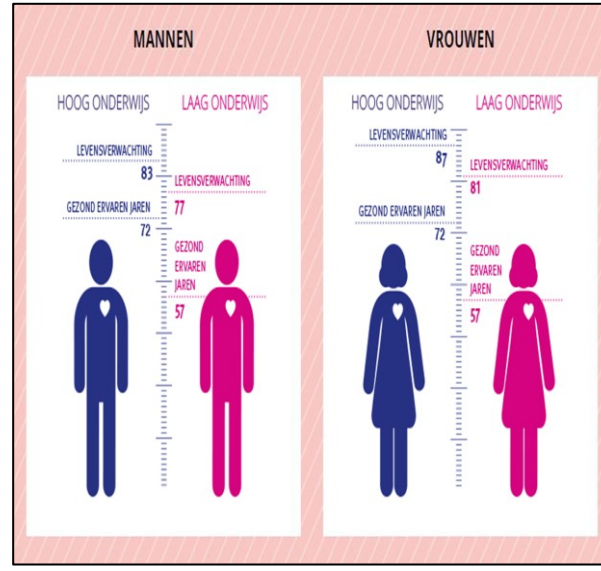 MANNEN
HOOG ONDERWIJS
LAAG ONDERWIJS
LEVENSVERWACHTING
83
LEVENSVERWACHTING
77
GEZOND ERVAREN JAREN
72
GEZOND
ERVAREN
JAREN
57
VROUWEN
HOOG ONDERWIJS
LAAG ONDERWIJS
LEVENSVERWACHTING
87
LEVENSVERWACHTING
81
GEZOND ERVAREN JAREN
72
GEZOND
ERVAREN
JAREN
57